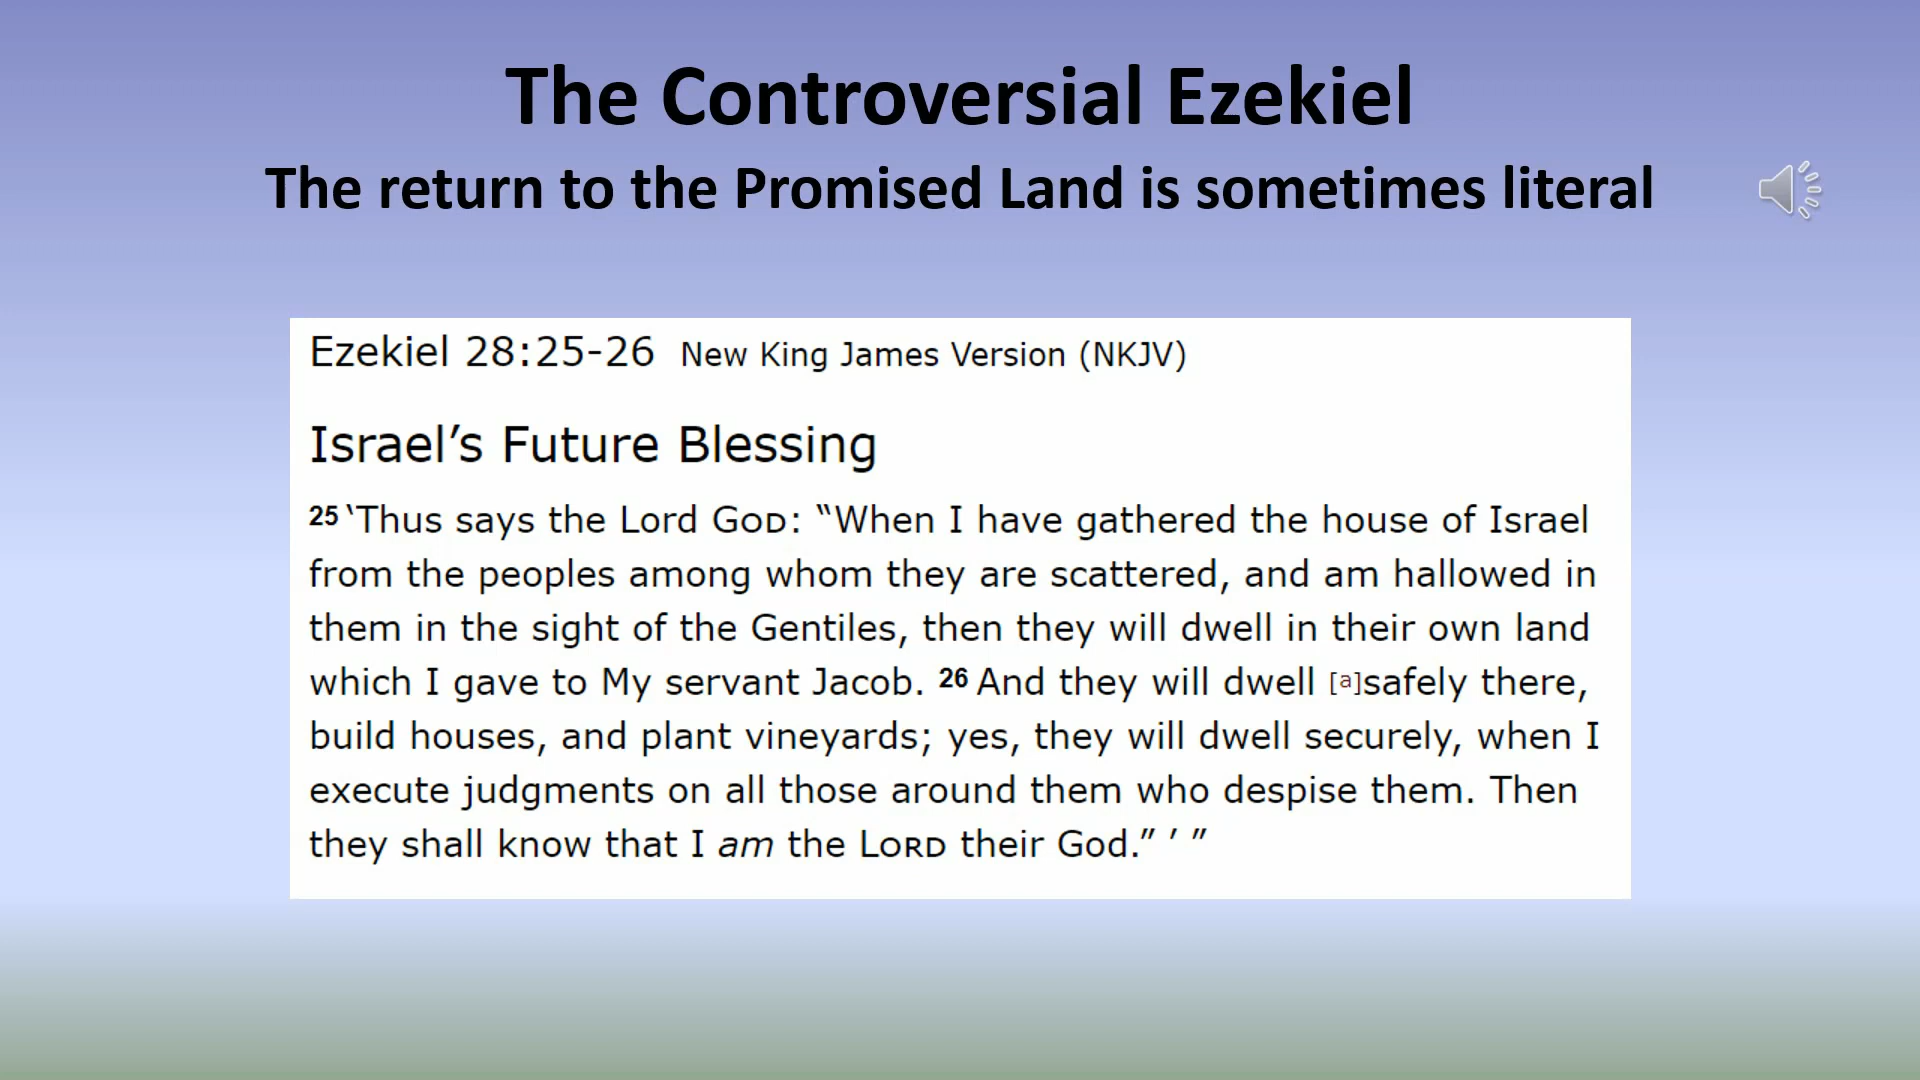 The Controversial Ezekiel
The return to the Promised Land is sometimes literal
Ezekiel 28:25-26 New King James Version (NKJV)
Israel’s Future Blessing
25 ‘Thus says the Lord GOD: “When I have gathered the house of Israel
from the peoples among whom they are scattered, and am hallowed in
them in the sight of the Gentiles, then they will dwell in their own land
which I gave to My servant Jacob. 26 And they will dwell [a]safely there,
build houses, and plant vineyards; yes, they will dwell securely, when I
execute judgments on all those around them who despise them. Then
they shall know that I am the LORD their God.” ’ ”